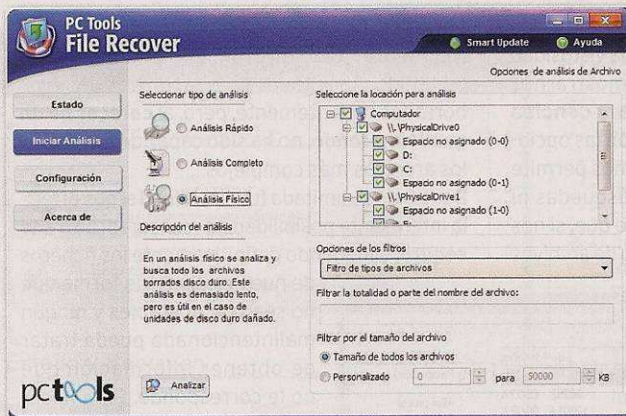 PC Tools
File Recover
Smart Update
Ayuda
Opciones de análisis de Archivo
Estado
Iniciar Análisis
Configuración
Acerca de
Seleccionar tipo de análisis
Análisis Rápido
Análisis Completo
Análisis Físico
Descripción del análisis
En un análisis físico se analiza y
busca todo los archivos
borrados disco duro. Este
análisis es demasiado lento,
pero es útil en el caso de
unidades de disco duro dañado.
Analizar
Seleccione la locación para análisis
Computador
\\.\PhysicalDrive0
Espacio no asignado (0-0)
D:
C:
Espacio no asignado (0-1)
\\.\PhysicalDrive1
Espacio no asignado (1-0)
Opciones de los filtros
Filtro de tipos de archivos
Filtrar la totalidad o parte del nombre del archivo:
Filtrar por el tamaño del archivo
Tamaño de todos los archivos
Personalizado 0 para 50000 KB
pctools